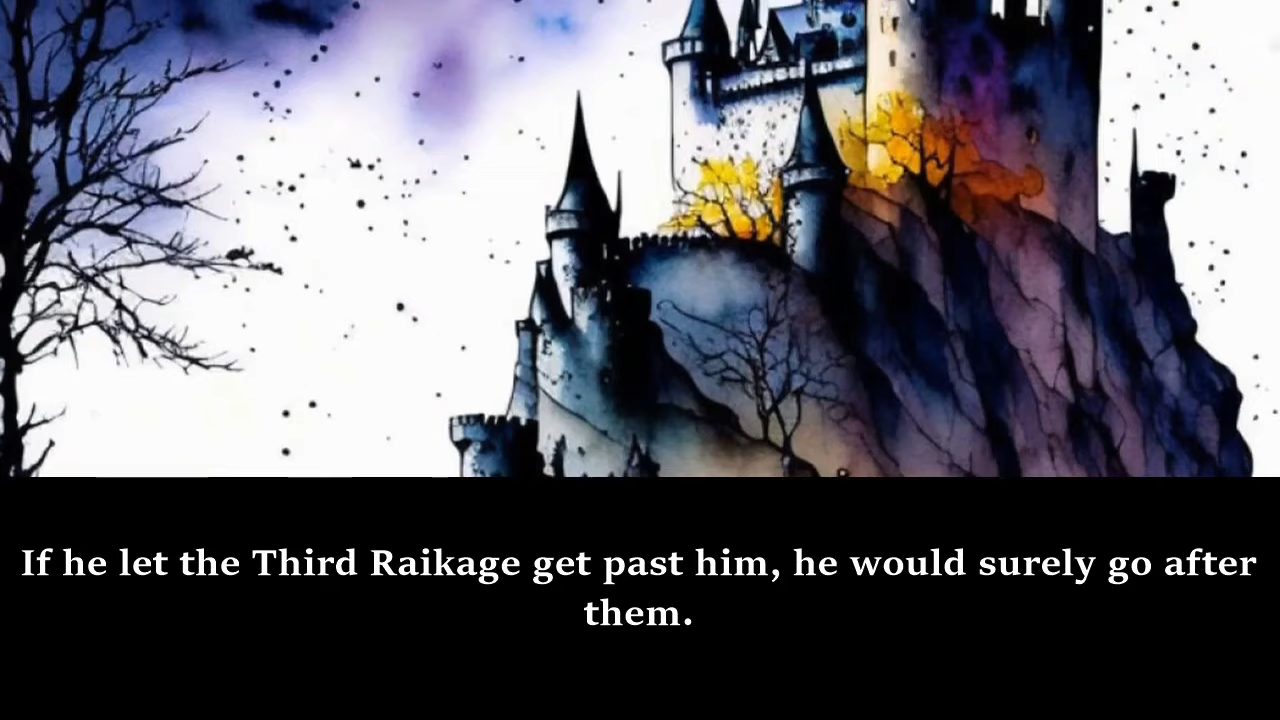 If he let the Third Raikage get past him, he would surely go after
them.